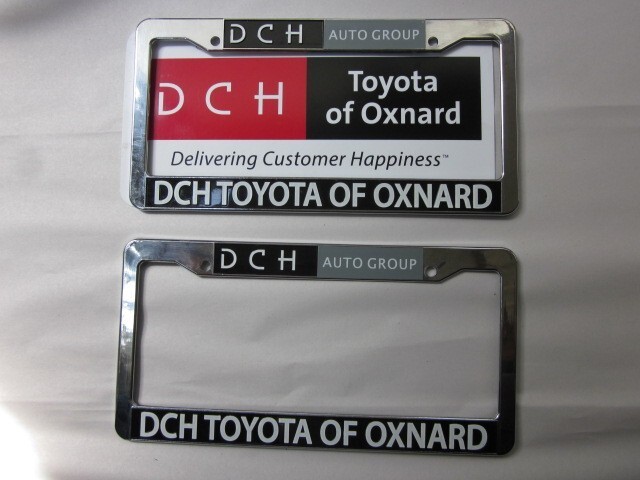 DCH AUTO GROUP
DCH Toyota
of Oxnard
Delivering Customer Happiness™
DCH TOYOTA OF OXNARD
DCH AUTO GROUP
DCH TOYOTA OF OXNARD